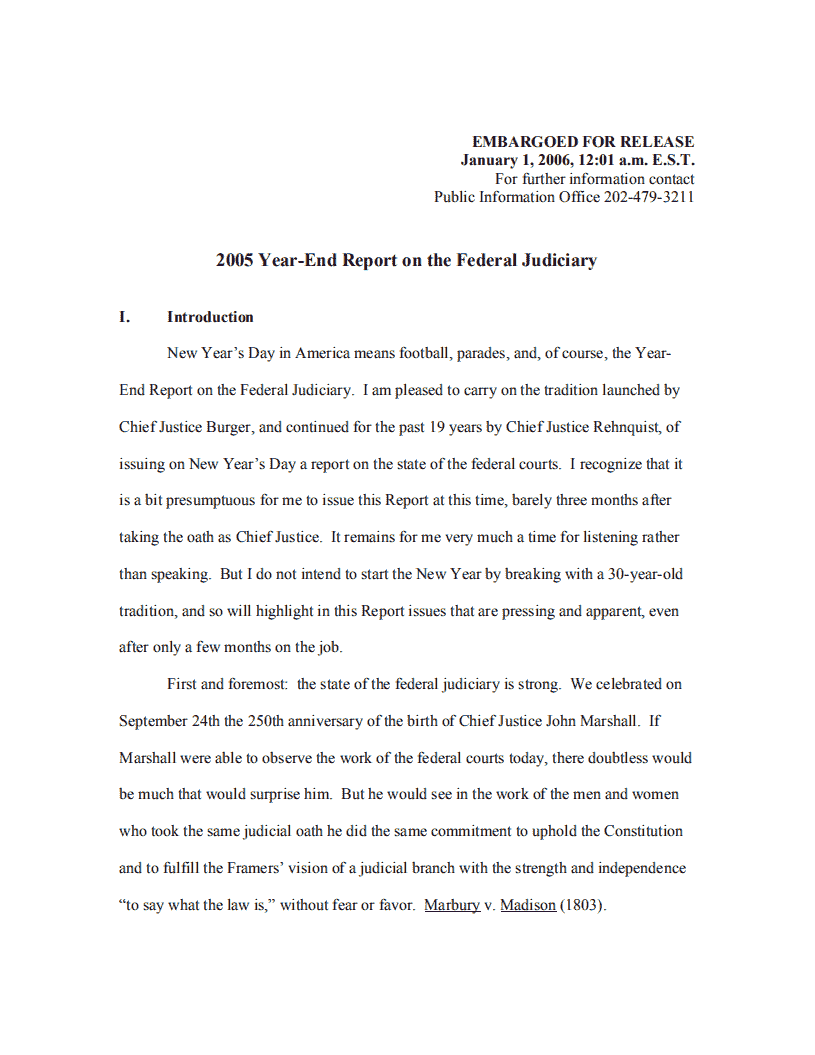 EMBARGOED FOR RELEASE
January 1, 2006, 12:01 a.m. E.S.T.
For further information contact
Public Information Office 202-479-3211
2005 Year-End Report on the Federal Judiciary
I. Introduction
New Year’s Day in America means football, parades, and, of course, the Year-
End Report on the Federal Judiciary.  I am pleased to carry on the tradition launched by
Chief Justice Burger, and continued for the past 19 years by Chief Justice Rehnquist, of
issuing on New Year’s Day a report on the state of the federal courts.  I recognize that it
is a bit presumptuous for me to issue this Report at this time, barely three months after
taking the oath as Chief Justice.  It remains for me very much a time for listening rather
than speaking.  But I do not intend to start the New Year by breaking with a 30-year-old
tradition, and so will highlight in this Report issues that are pressing and apparent, even
after only a few months on the job.
First and foremost:  the state of the federal judiciary is strong.  We celebrated on
September 24th the 250th anniversary of the birth of Chief Justice John Marshall.  If
Marshall were able to observe the work of the federal courts today, there doubtless would
be much that would surprise him.  But he would see in the work of the men and women
who took the same judicial oath he did the same commitment to uphold the Constitution
and to fulfill the Framers’ vision of a judicial branch with the strength and independence
“to say what the law is,” without fear or favor.  Marbury v. Madison (1803).